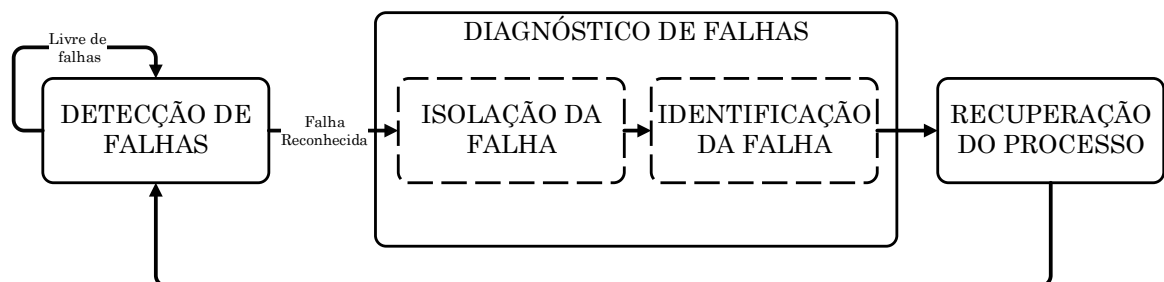 Livre de
falhas
DETECÇÃO DE
FALHAS
Falha
Reconhecida
DIAGNÓSTICO DE FALHAS
ISOLAÇÃO DA
FALHA
IDENTIFICAÇÃO
DA FALHA
RECUPERAÇÃO
DO PROCESSO